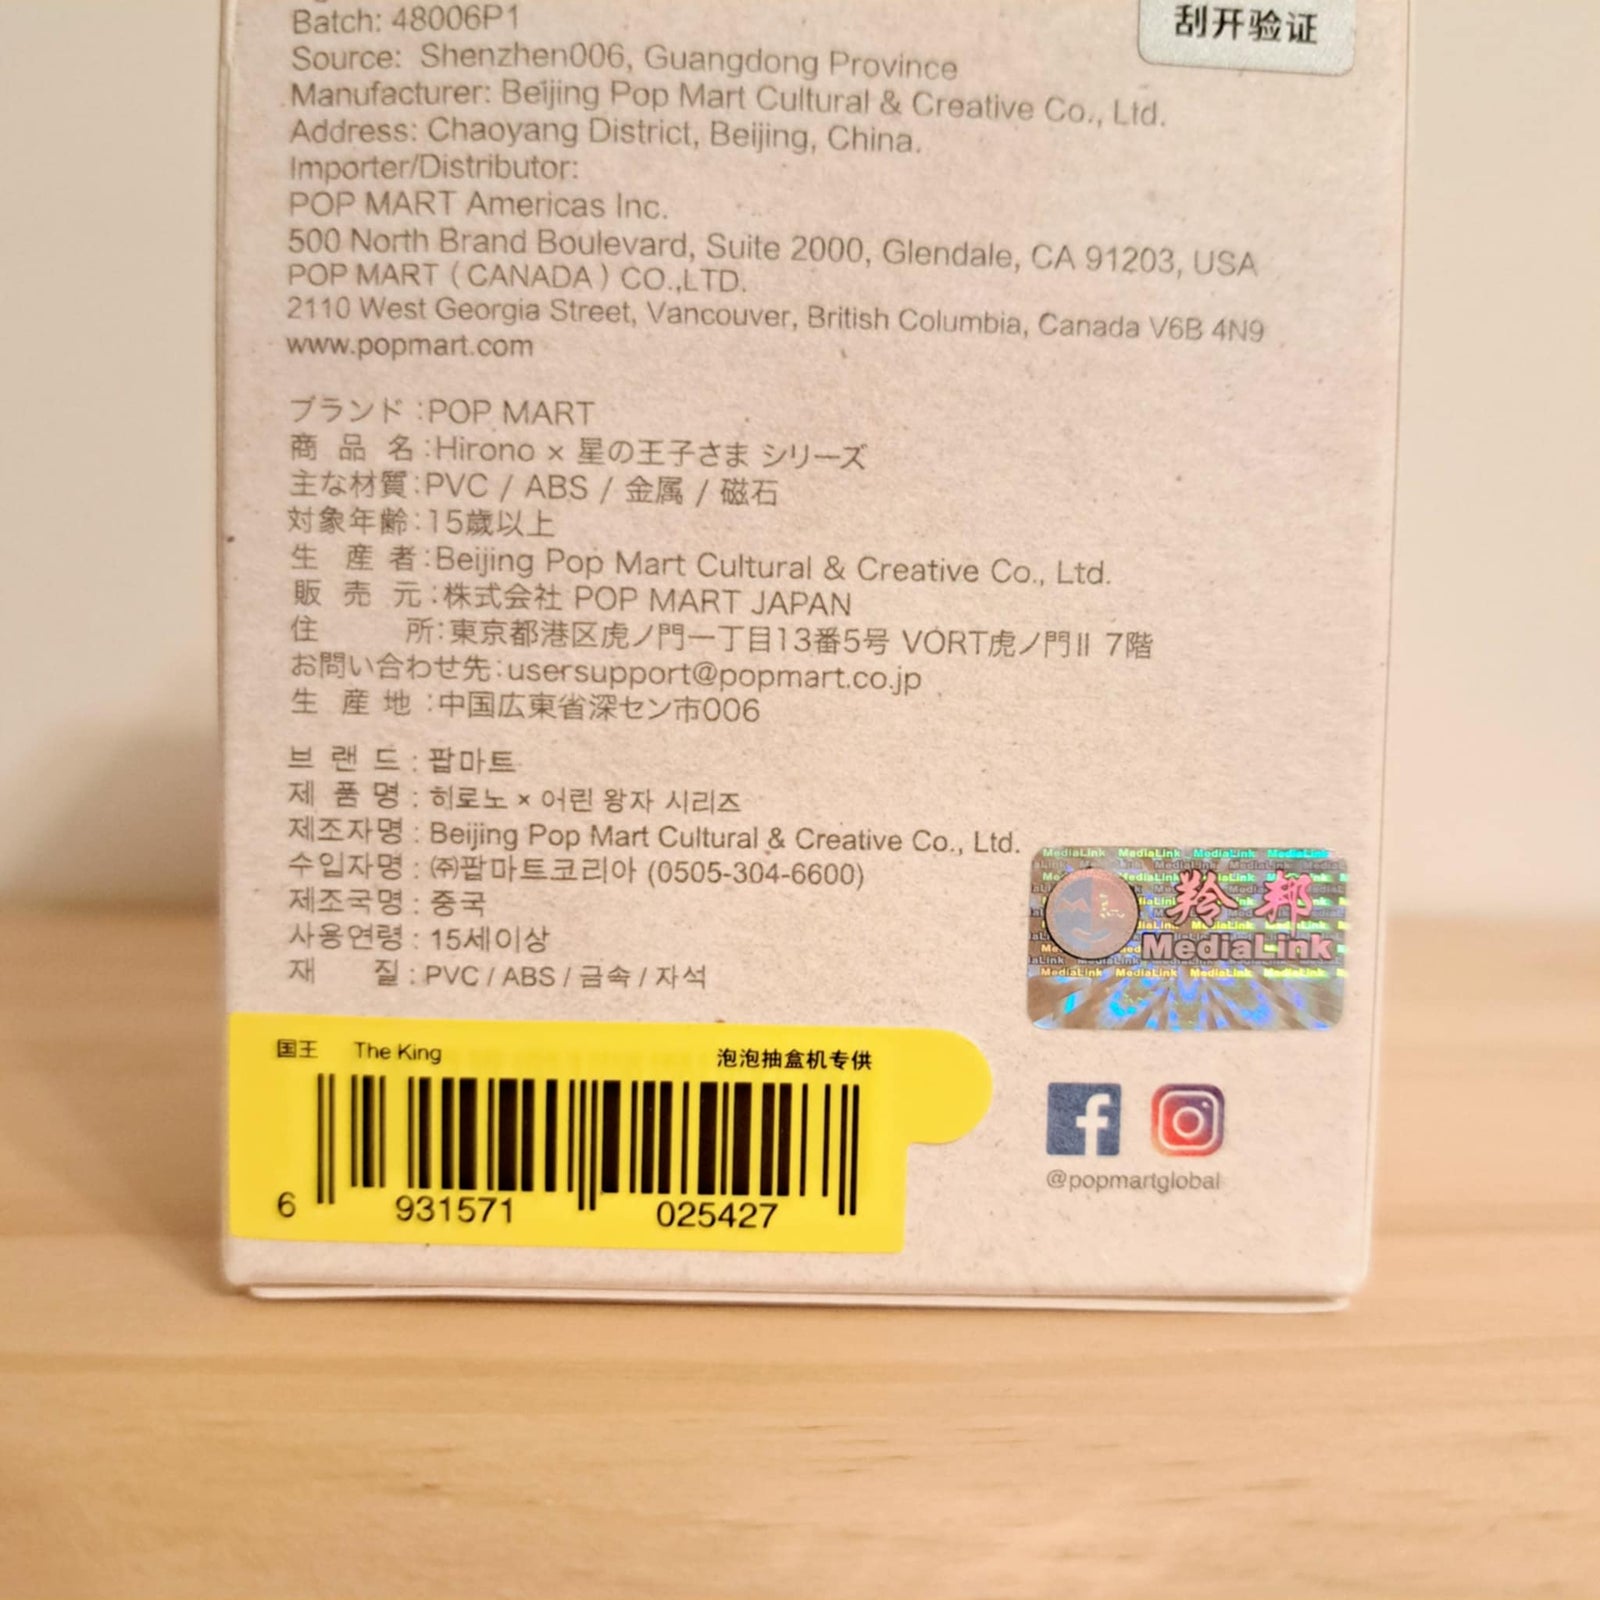 Batch: 48006P1
刮开验证
Source: Shenzhen006, Guangdong Province
Manufacturer: Beijing Pop Mart Cultural & Creative Co., Ltd.
Address: Chaoyang District, Beijing, China.
Importer/Distributor:
POP MART Americas Inc.
500 North Brand Boulevard, Suite 2000, Glendale, CA 91203, USA
POP MART (CANADA) CO.,LTD.
2110 West Georgia Street, Vancouver, British Columbia, Canada V6B 4N9
www.popmart.com
ブランド:POP MART
商品名:Hirono × 星の王子さま シリーズ
主な材質:PVC / ABS / 金属 / 磁石
対象年齢:15歳以上
生産者:Beijing Pop Mart Cultural & Creative Co., Ltd.
販売元:株式会社 POP MART JAPAN
住所:東京都港区虎ノ門一丁目13番5号 VORT虎ノ門II 7階
お問い合わせ先:usersupport@popmart.co.jp
生産地:中国広東省深セン市006
브랜드 : 팝마트
제품명 : 히로노 × 어린 왕자 시리즈
제조자명 : Beijing Pop Mart Cultural & Creative Co., Ltd.
수입자명 : ㈜팝마트코리아 (0505-304-6600)
제조국명 : 중국
사용연령 : 15세이상
재질 : PVC / ABS / 금속 / 자석
MediaLink MediaLink MediaLink MediaLink
羚邦
MediaLink
MediaLink MediaLink MediaLink MediaLink
国王 The King 泡泡抽盒机专供
6 931571 025427
@popmartglobal